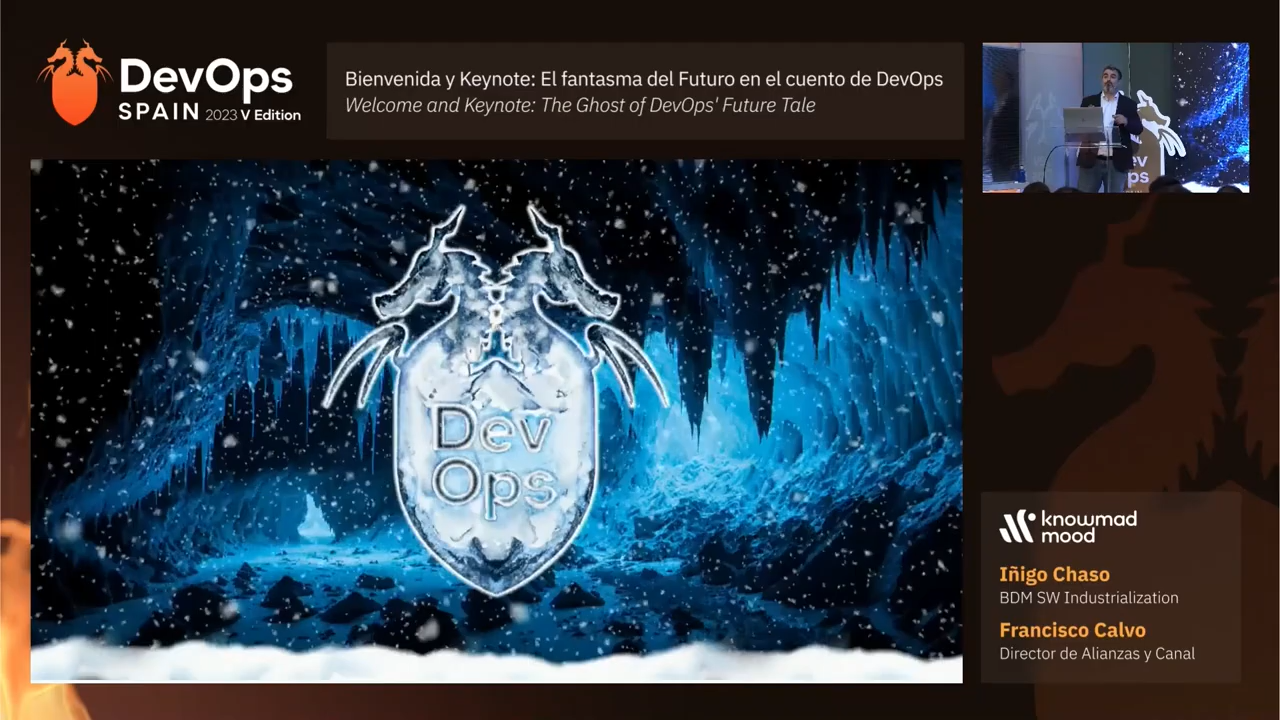 DevOps
SPAIN 2023 V Edition
Bienvenida y Keynote: El fantasma del Futuro en el cuento de DevOps
Welcome and Keynote: The Ghost of DevOps' Future Tale
ev
ps
Dev
Ops
knowmad
mood
Iñigo Chaso
BDM SW Industrialization
Francisco Calvo
Director de Alianzas y Canal